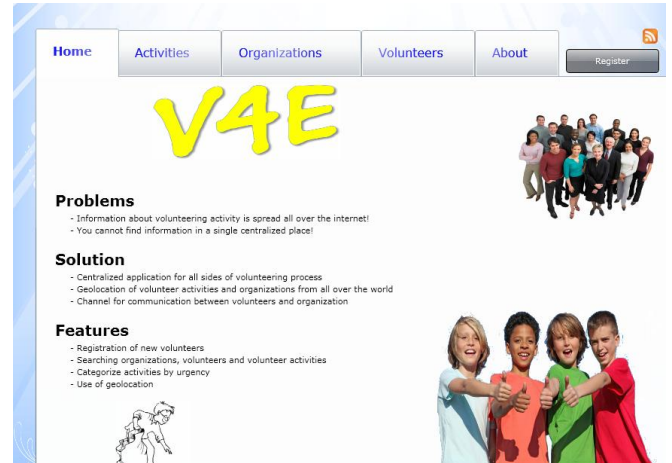 Home
Activities
Organizations
Volunteers
About
Register
V4E
Problems
- Information about volunteering activity is spread all over the internet!
- You cannot find information in a single centralized place!
Solution
- Centralized application for all sides of volunteering process
- Geolocation of volunteer activities and organizations from all over the world
- Channel for communication between volunteers and organization
Features
- Registration of new volunteers
- Searching organizations, volunteers and volunteer activities
- Categorize activities by urgency
- Use of geolocation